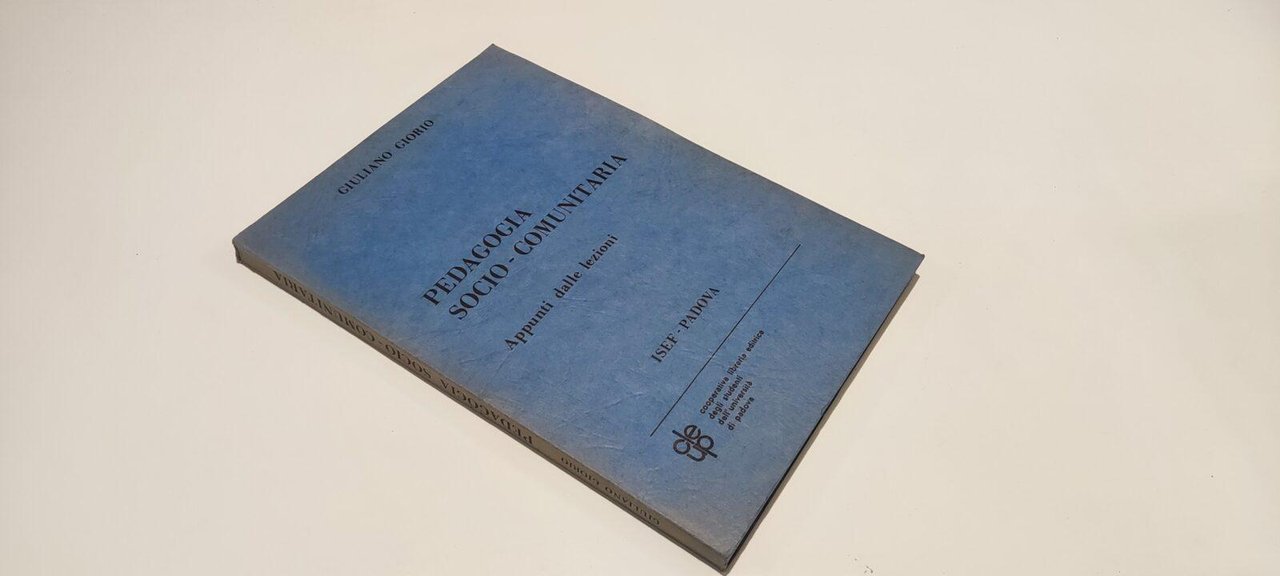 GIULIANO GIORIO
PEDAGOGIA
SOCIO-COMUNITARIA
Appunti dalle lezioni
ISEF - PADOVA
cleup
cooperativa libraria editrice
degli studenti
dell'università
di padova
GIULIANO GIORIO PEDAGOGIA SOCIO-COMUNITARIA